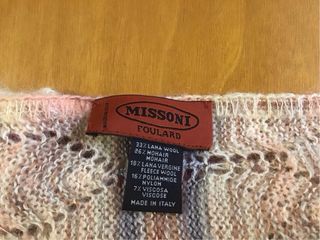 MISSONI
FOULARD
33% LANA WOOL
26% MOHAIR
MOHAIR
18% LANA VERGINE
FLEECE WOOL
16% POLIAMMIDE
NYLON
7% VISCOSA
VISCOSE
MADE IN ITALY